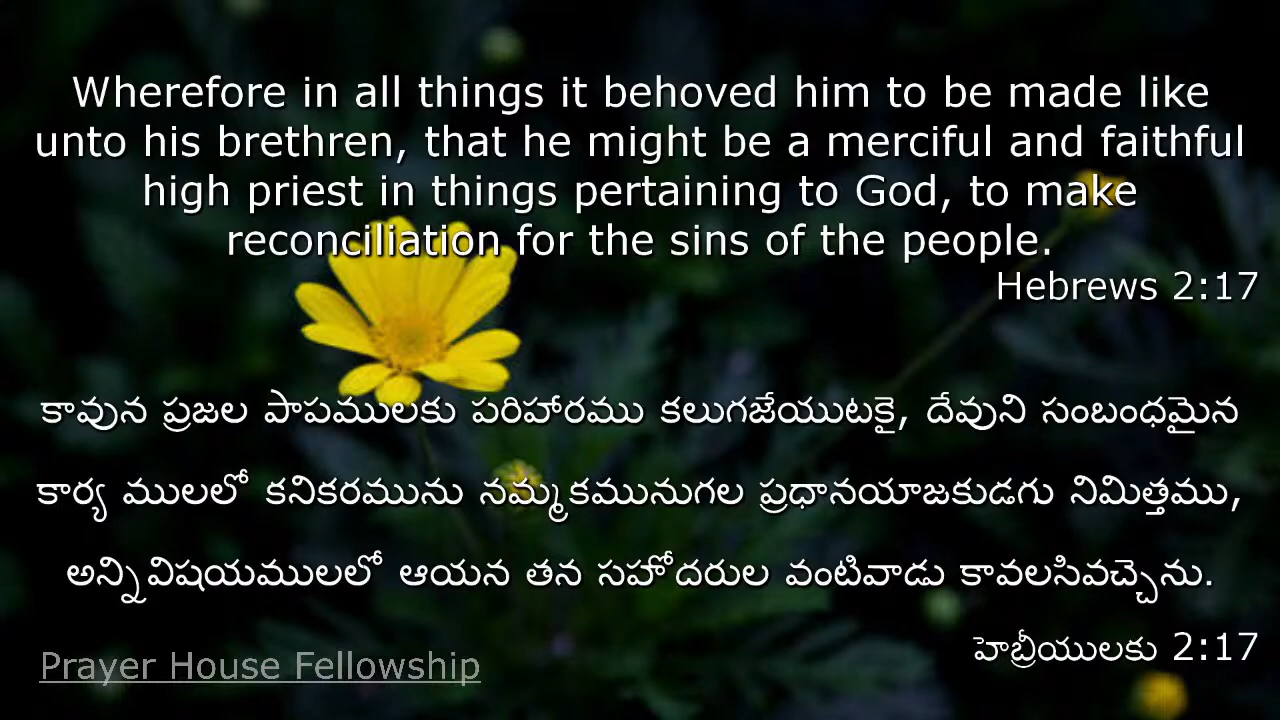 Wherefore in all things it behoved him to be made like
unto his brethren, that he might be a merciful and faithful
high priest in things pertaining to God, to make
reconciliation for the sins of the people.
Hebrews 2:17
కావున ప్రజల పాపములకు పరిహారము కలుగజేయుటకై, దేవుని సంబంధమైన
కార్య ములలో కనికరమును నమ్మకమునుగల ప్రధానయాజకుడగు నిమిత్తము,
అన్నివిషయములలో ఆయన తన సహోదరుల వంటివాడు కావలసివచ్చెను.
హెబ్రీయులకు 2:17
Prayer House Fellowship